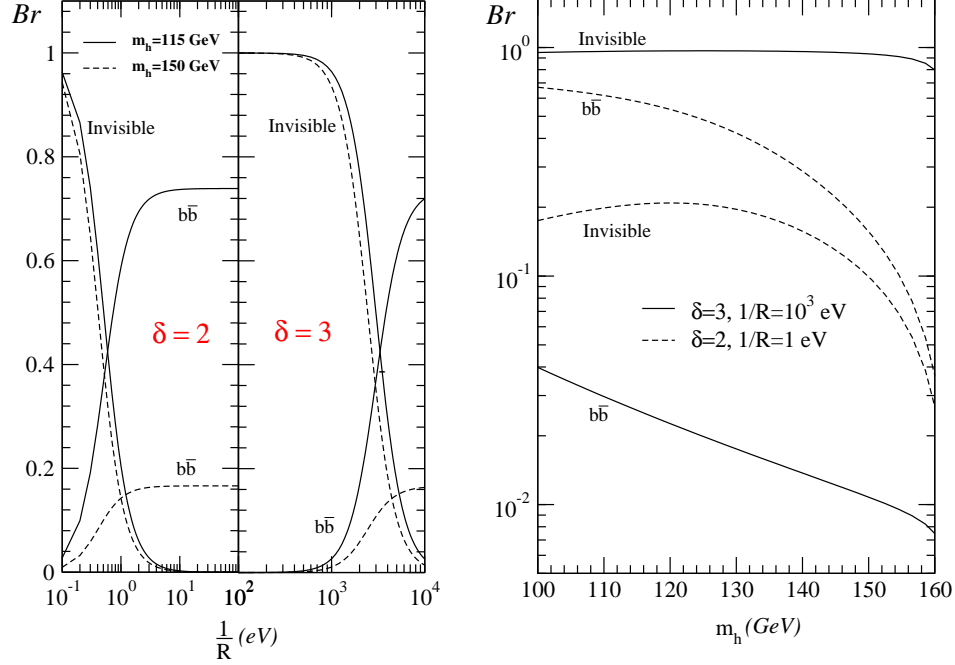 Br
m_h=115 GeV
m_h=150 GeV
Invisible
Invisible
bb̄
δ = 2
δ = 3
bb̄
bb̄
1
0.8
0.6
0.4
0.2
0
10^-1
10^0
10^1
10^2
10^2
10^3
10^4
1/R (eV)
Br
Invisible
bb̄
Invisible
δ=3, 1/R=10^3 eV
δ=2, 1/R=1 eV
bb̄
10^0
10^-1
10^-2
100 110 120 130 140 150 160
m_h (GeV)